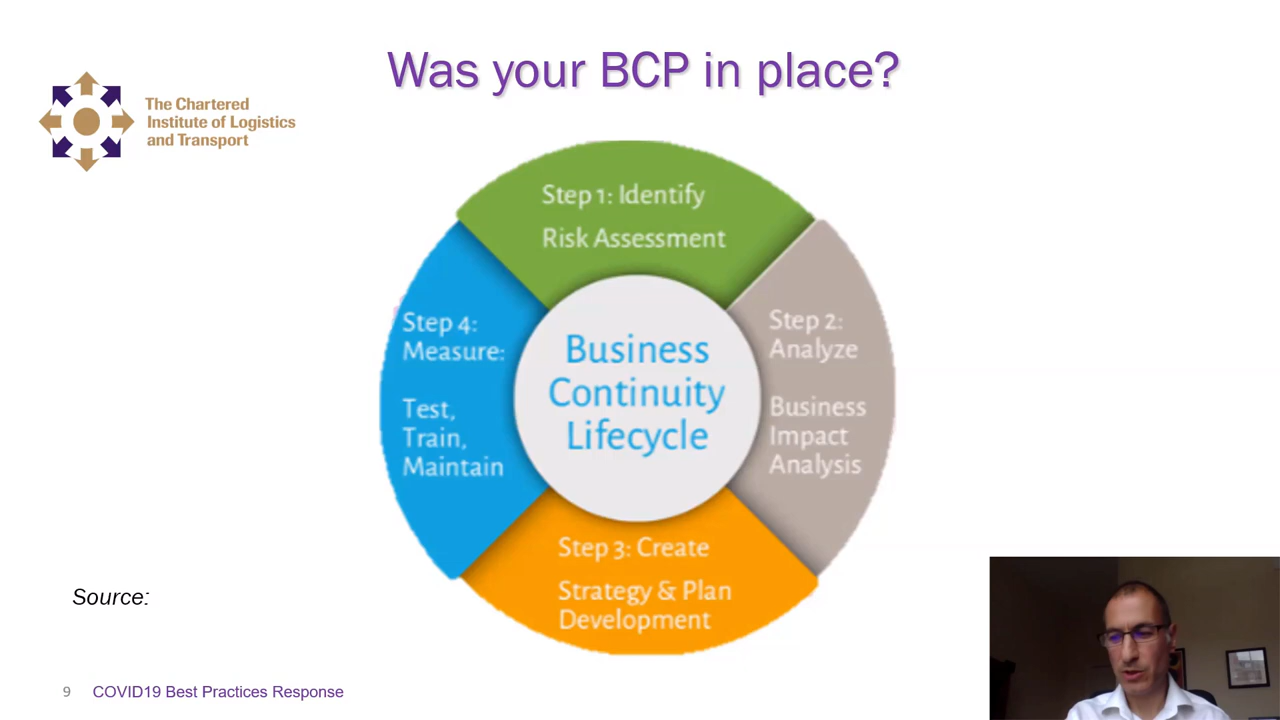 Was your BCP in place?
The Chartered
Institute of Logistics
and Transport
Step 1: Identify
Risk Assessment
Step 2:
Analyze
Business
Impact
Analysis
Step 3: Create
Strategy & Plan
Development
Step 4:
Measure:
Test,
Train,
Maintain
Business
Continuity
Lifecycle
Source:
9 COVID19 Best Practices Response